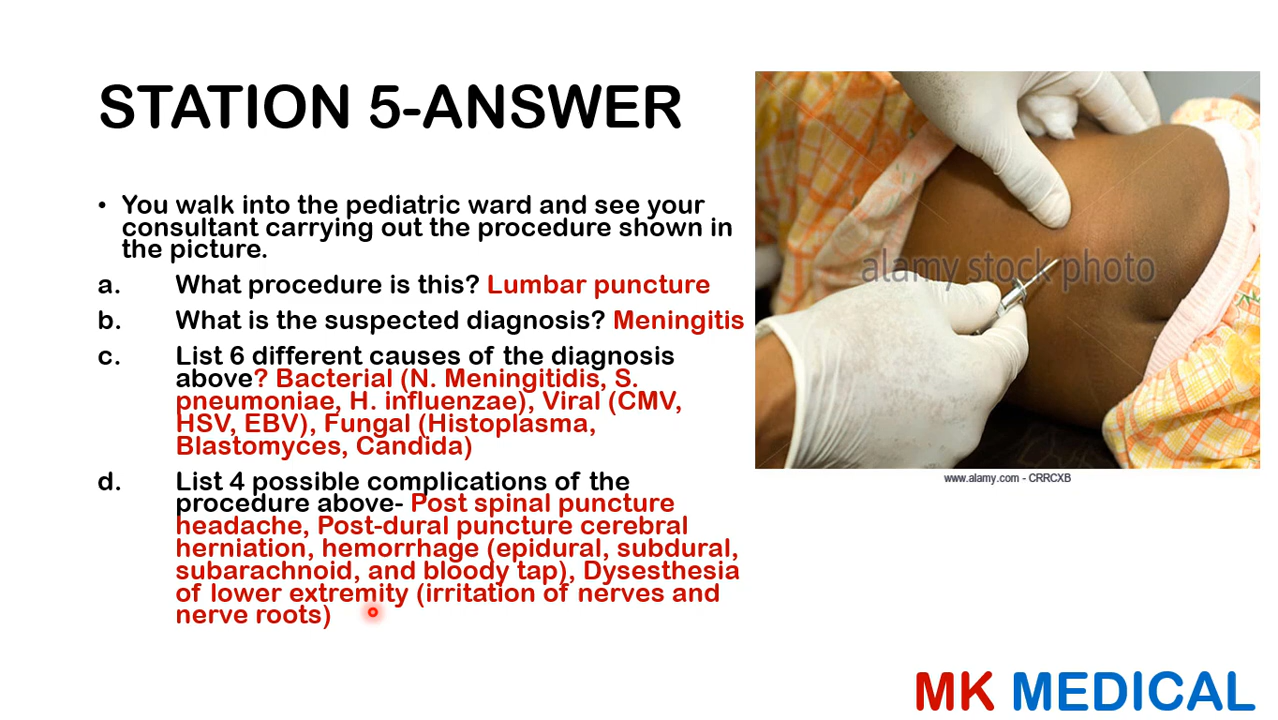 STATION 5-ANSWER
• You walk into the pediatric ward and see your
consultant carrying out the procedure shown in
the picture.
a. What procedure is this? Lumbar puncture
b. What is the suspected diagnosis? Meningitis
c. List 6 different causes of the diagnosis
above? Bacterial (N. Meningitidis, S.
pneumoniae, H. influenzae), Viral (CMV,
HSV, EBV), Fungal (Histoplasma,
Blastomyces, Candida)
d. List 4 possible complications of the
procedure above- Post spinal puncture
headache, Post-dural puncture cerebral
herniation, hemorrhage (epidural, subdural,
subarachnoid, and bloody tap), Dysesthesia
of lower extremity (irritation of nerves and
nerve roots)
alamy stock photo
www.alamy.com - CRRCXB
MK MEDICAL